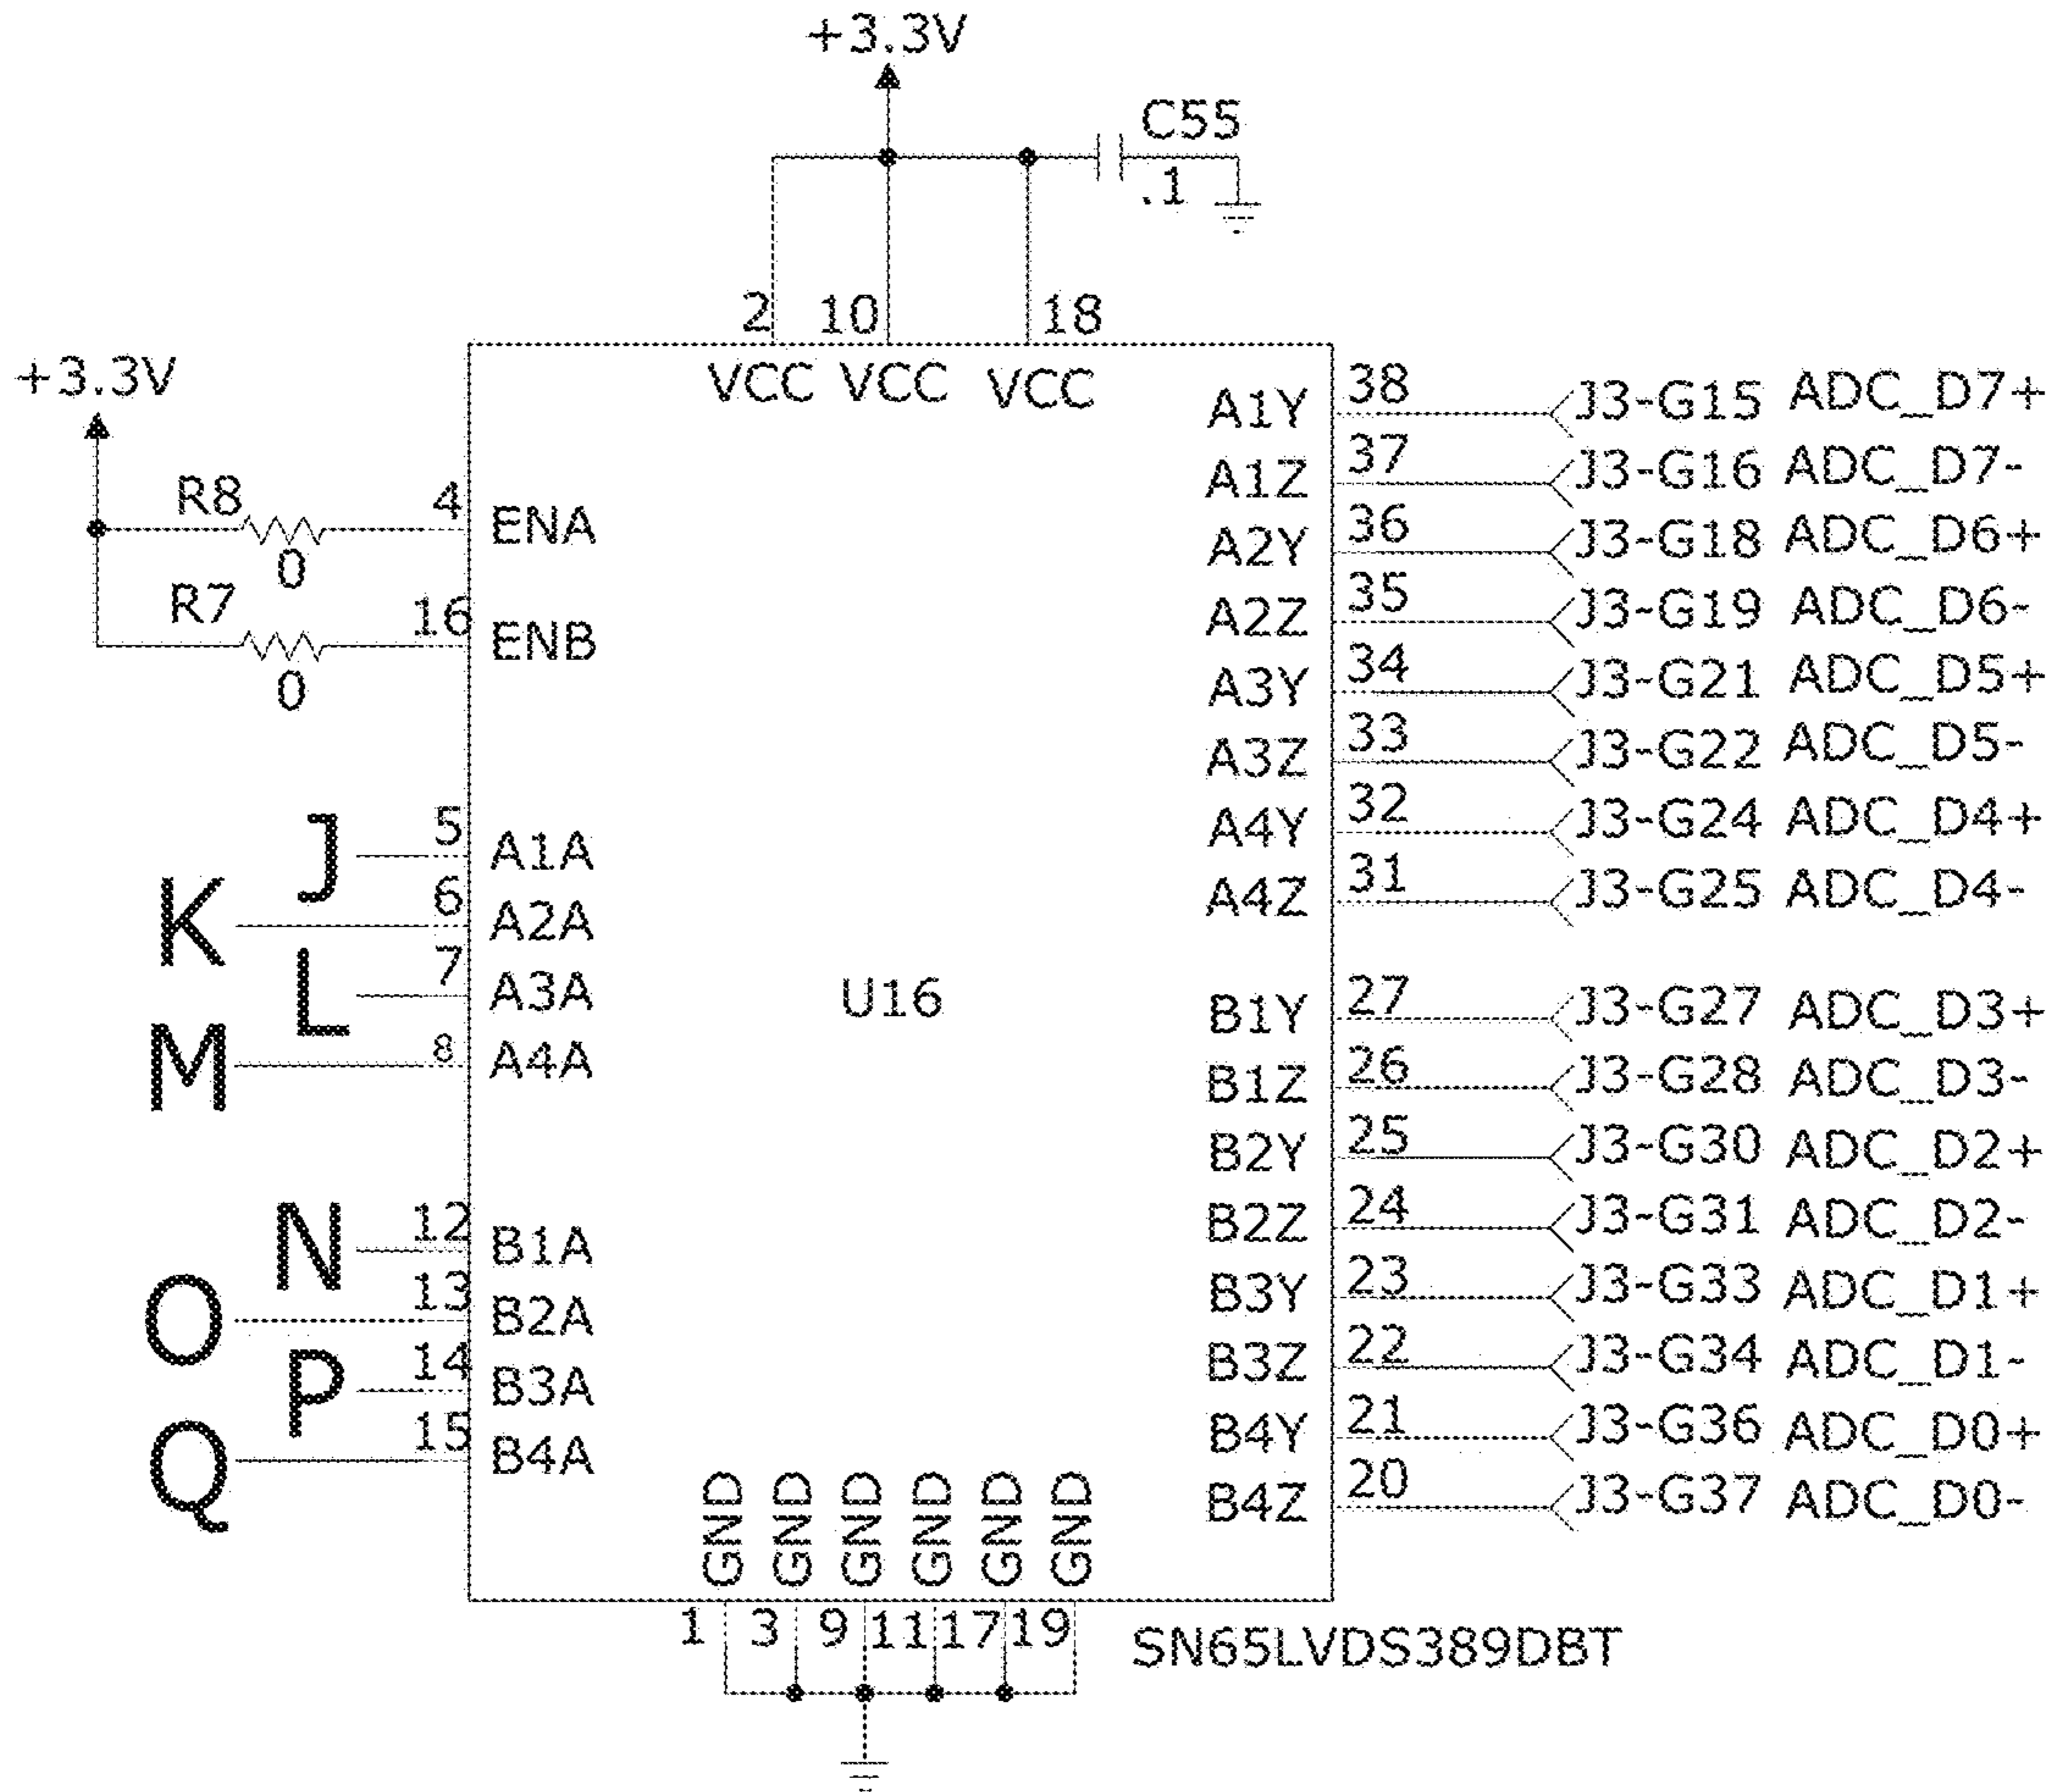 +3.3V
C55
.1
2 10 18
VCC VCC VCC
+3.3V
R8 4 ENA
0
R7 16 ENB
0
J 5 A1A
K 6 A2A
L 7 A3A
M 8 A4A
N 12 B1A
O 13 B2A
P 14 B3A
Q 15 B4A
U16
A1Y 38 J3-G15 ADC_D7+
A1Z 37 J3-G16 ADC_D7-
A2Y 36 J3-G18 ADC_D6+
A2Z 35 J3-G19 ADC_D6-
A3Y 34 J3-G21 ADC_D5+
A3Z 33 J3-G22 ADC_D5-
A4Y 32 J3-G24 ADC_D4+
A4Z 31 J3-G25 ADC_D4-
B1Y 27 J3-G27 ADC_D3+
B1Z 26 J3-G28 ADC_D3-
B2Y 25 J3-G30 ADC_D2+
B2Z 24 J3-G31 ADC_D2-
B3Y 23 J3-G33 ADC_D1+
B3Z 22 J3-G34 ADC_D1-
B4Y 21 J3-G36 ADC_D0+
B4Z 20 J3-G37 ADC_D0-
GND GND GND GND GND GND
1 3 9 11 17 19
SN65LVDS389DBT